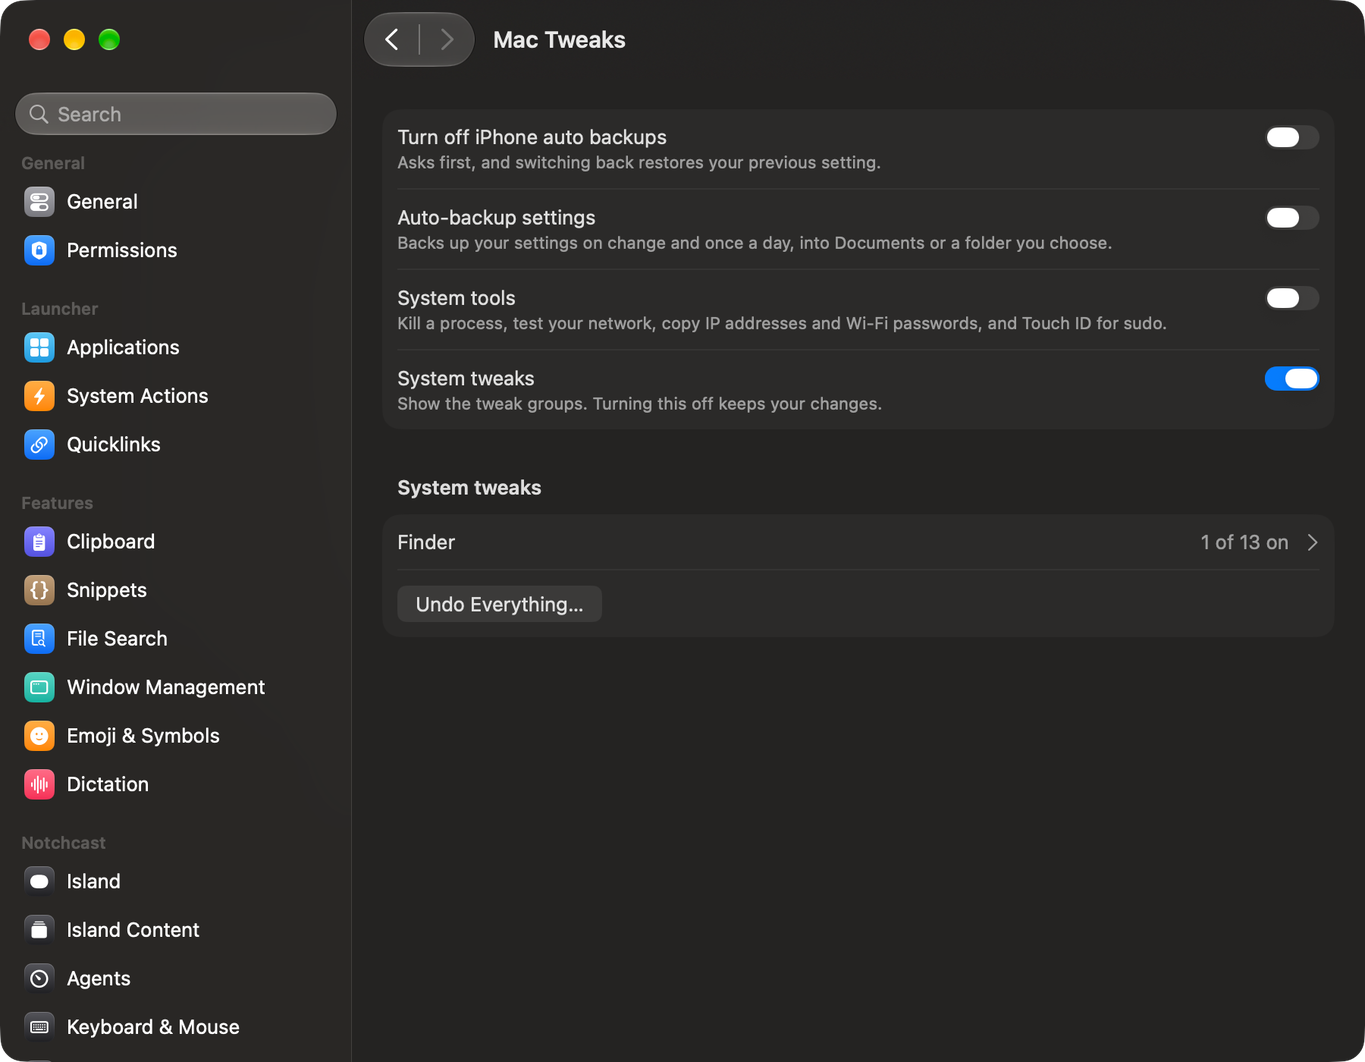 Mac Tweaks
Search
General
General
Permissions
Launcher
Applications
System Actions
Quicklinks
Features
Clipboard
Snippets
File Search
Window Management
Emoji & Symbols
Dictation
Notchcast
Island
Island Content
Agents
Keyboard & Mouse
Turn off iPhone auto backups
Asks first, and switching back restores your previous setting.
Auto-backup settings
Backs up your settings on change and once a day, into Documents or a folder you choose.
System tools
Kill a process, test your network, copy IP addresses and Wi-Fi passwords, and Touch ID for sudo.
System tweaks
Show the tweak groups. Turning this off keeps your changes.
System tweaks
Finder
1 of 13 on
Undo Everything...